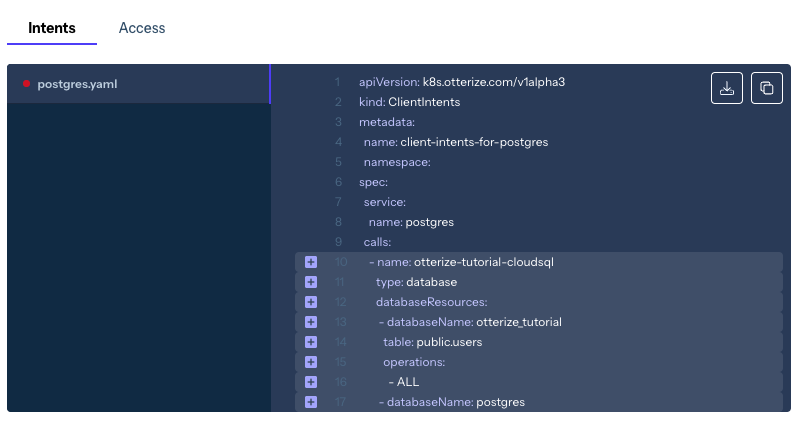 Intents
Access
postgres.yaml
1 apiVersion: k8s.otterize.com/v1alpha3
2 kind: ClientIntents
3 metadata:
4 name: client-intents-for-postgres
5 namespace:
6 spec:
7 service:
8 name: postgres
9 calls:
10 - name: otterize-tutorial-cloudsql
11 type: database
12 databaseResources:
13 - databaseName: otterize_tutorial
14 table: public.users
15 operations:
16 - ALL
17 - databaseName: postgres